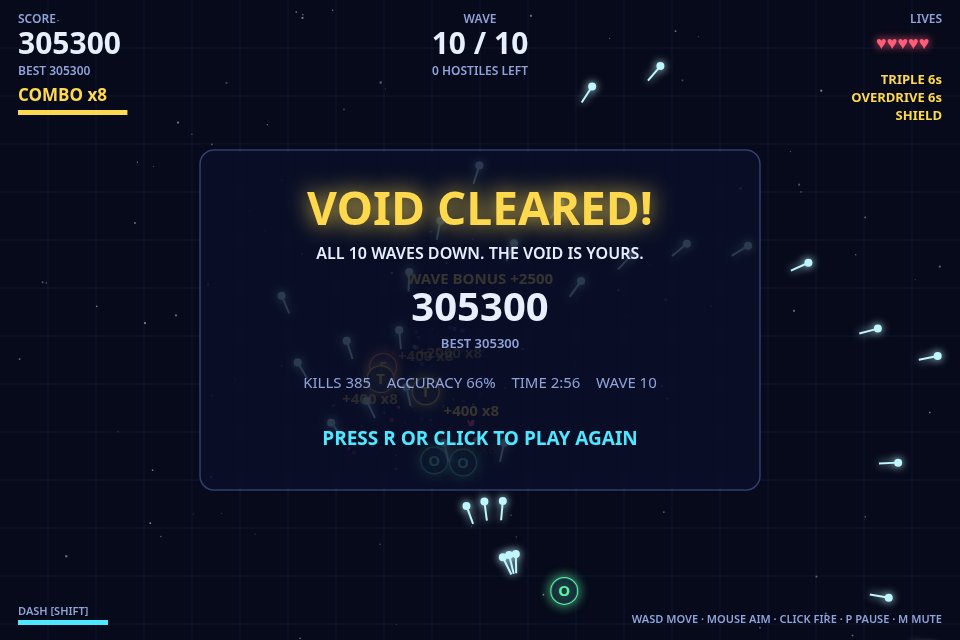 SCORE
305300
BEST 305300
COMBO x8
WAVE
10 / 10
0 HOSTILES LEFT
LIVES
♥♥♥♥♥
TRIPLE 6s
OVERDRIVE 6s
SHIELD
VOID CLEARED!
ALL 10 WAVES DOWN. THE VOID IS YOURS.
WAVE BONUS +2500
305300
BEST 305300
+400 x8
KILLS 385 ACCURACY 66% TIME 2:56 WAVE 10
T
T
+400 x8
+400 x8
PRESS R OR CLICK TO PLAY AGAIN
O
O
O
DASH [SHIFT]
WASD MOVE · MOUSE AIM · CLICK FIRE · P PAUSE · M MUTE